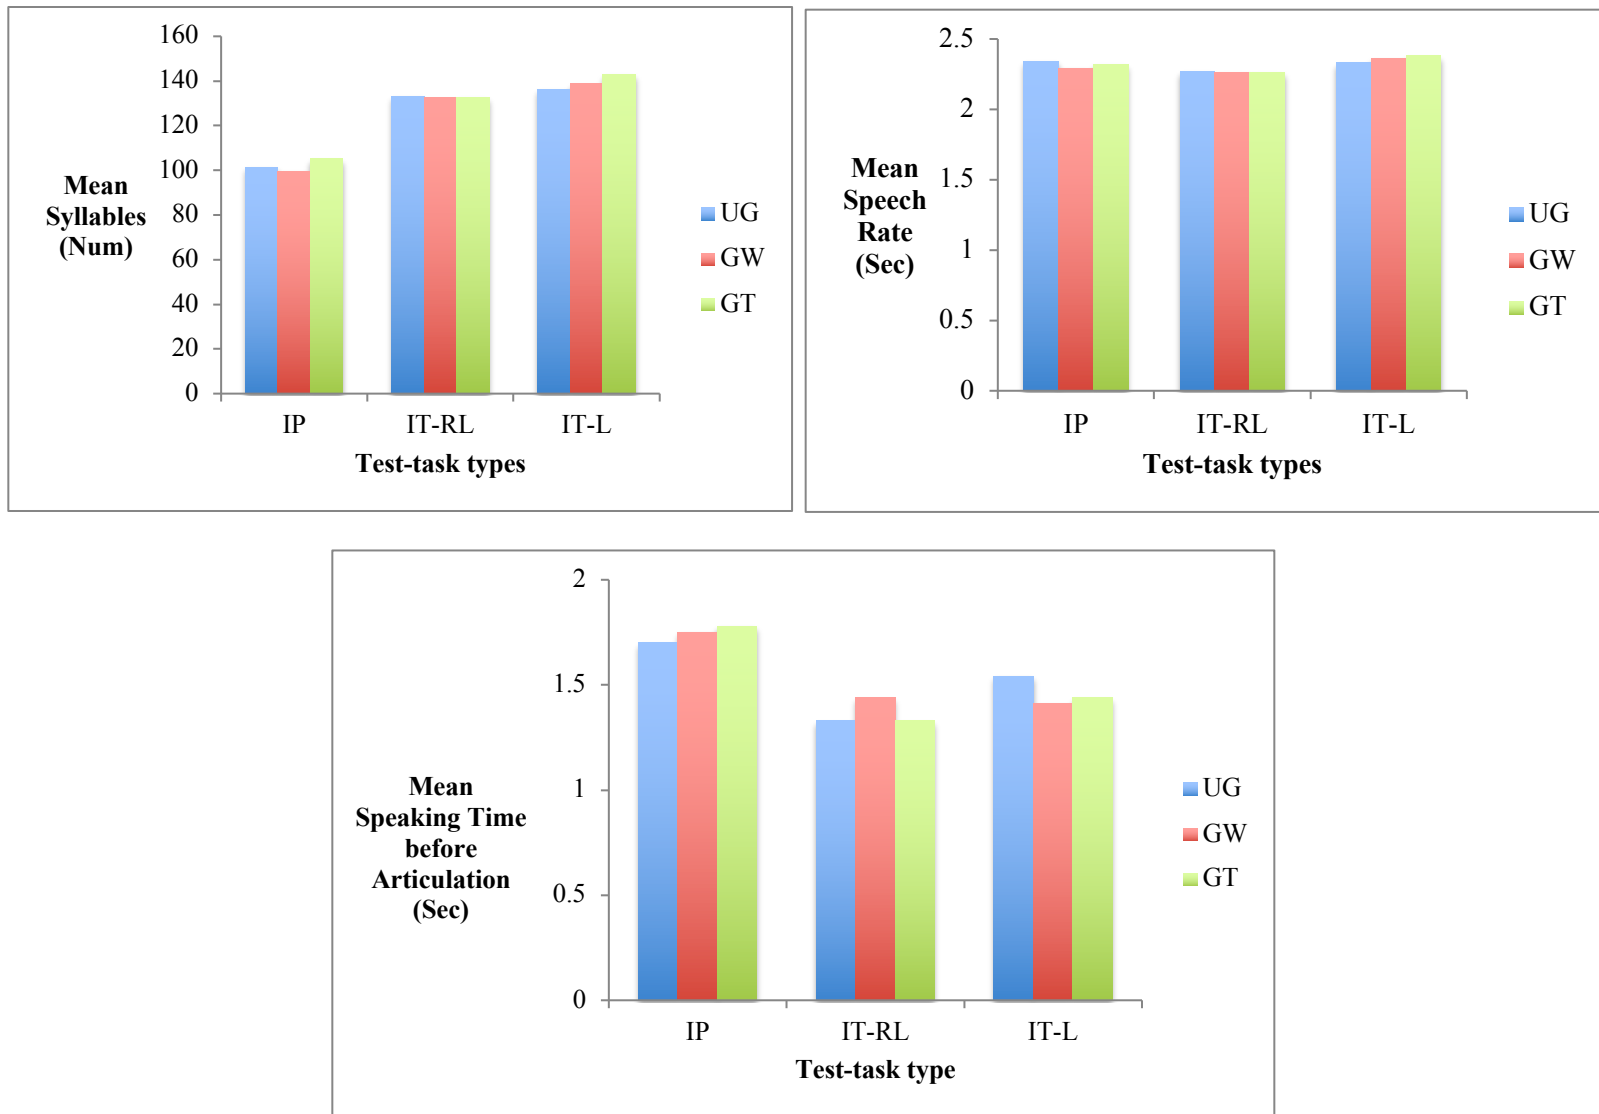 160
140
120
100
80
60
40
20
0
Mean
Syllables
(Num)
IP IT-RL IT-L
Test-task types
UG
GW
GT
2.5
2
1.5
1
0.5
0
Mean
Speech
Rate
(Sec)
IP IT-RL IT-L
Test-task types
UG
GW
GT
2
1.5
1
0.5
0
Mean
Speaking Time
before
Articulation
(Sec)
IP IT-RL IT-L
Test-task type
UG
GW
GT